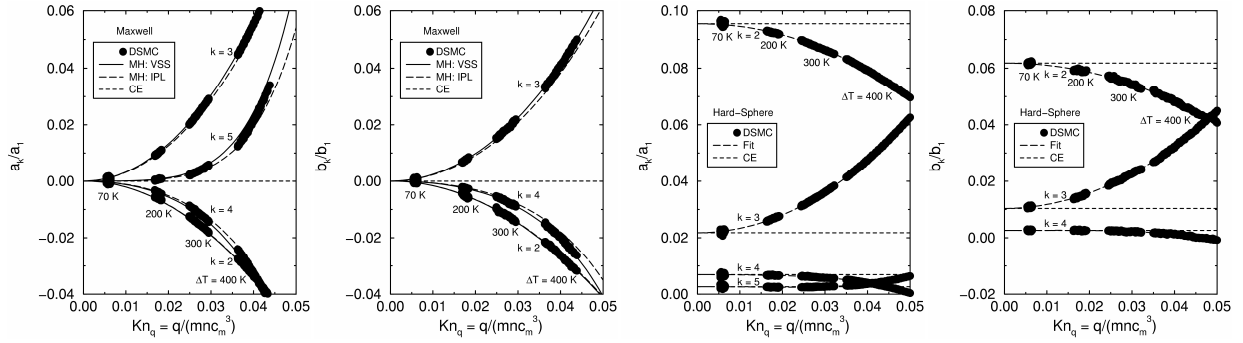 0.06
0.04
0.02
0.00
−0.02
−0.04
a_k/a_1
Maxwell
DSMC
MH: VSS
MH: IPL
CE
k = 3
k = 5
70 K
200 K
300 K
k = 4
k = 2
ΔT = 400 K
0.00 0.01 0.02 0.03 0.04 0.05
Kn_q = q/(mnc_m^3)
0.06
0.04
0.02
0.00
−0.02
−0.04
b_k/b_1
Maxwell
DSMC
MH: VSS
MH: IPL
CE
k = 3
70 K
200 K
300 K
k = 4
k = 2
ΔT = 400 K
0.00 0.01 0.02 0.03 0.04 0.05
Kn_q = q/(mnc_m^3)
0.10
0.08
0.06
0.04
0.02
0.00
a_k/a_1
70 K
k = 2
200 K
300 K
ΔT = 400 K
Hard−Sphere
DSMC
Fit
CE
k = 3
k = 4
k = 5
0.00 0.01 0.02 0.03 0.04 0.05
Kn_q = q/(mnc_m^3)
0.08
0.06
0.04
0.02
0.00
−0.02
b_k/b_1
70 K
k = 2
200 K
300 K
ΔT = 400 K
Hard−Sphere
DSMC
Fit
CE
k = 3
k = 4
0.00 0.01 0.02 0.03 0.04 0.05
Kn_q = q/(mnc_m^3)